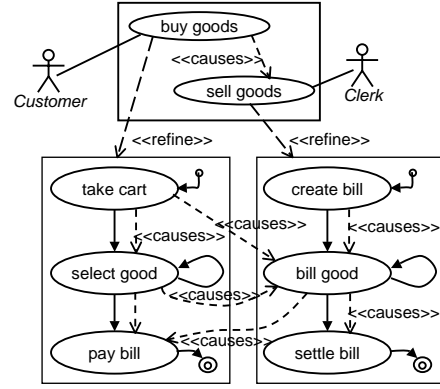 buy goods
<<causes>>
Customer
sell goods
Clerk
<<refine>>
<<refine>>
take cart
create bill
<<causes>>
<<causes>>
<<causes>>
select good
bill good
<<causes>>
<<causes>>
<<causes>>
pay bill
settle bill